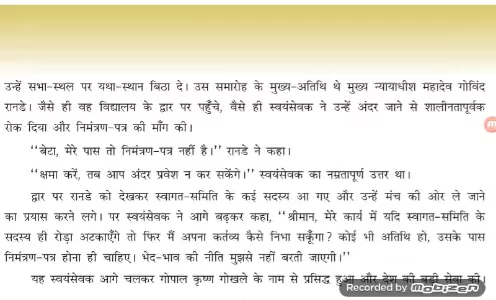 उन्हें सभा-स्थल पर यथा-स्थान बिठा दे। उस समारोह के मुख्य-अतिथि थे मुख्य न्यायाधीश महादेव गोविंद
रानडे। जैसे ही वह विद्यालय के द्वार पर पहुँचे, वैसे ही स्वयंसेवक ने उन्हें अंदर जाने से शालीनतापूर्वक
रोक दिया और निमंत्रण-पत्र की माँग की।
‘‘बेटा, मेरे पास तो निमंत्रण-पत्र नहीं है।’’ रानडे ने कहा।
‘‘क्षमा करें, तब आप अंदर प्रवेश न कर सकेंगे।’’ स्वयंसेवक का नम्रतापूर्ण उत्तर था।
द्वार पर रानडे को देखकर स्वागत-समिति के कई सदस्य आ गए और उन्हें मंच की ओर ले जाने
का प्रयास करने लगे। पर स्वयंसेवक ने आगे बढ़कर कहा, ‘‘श्रीमान, मेरे कार्य में यदि स्वागत-समिति के
सदस्य ही रोड़ा अटकाएँगे तो फिर मैं अपना कर्तव्य कैसे निभा सकूँगा? कोई भी अतिथि हो, उसके पास
निमंत्रण-पत्र होना ही चाहिए। भेद-भाव की नीति मुझसे नहीं बरती जाएगी।’’
यह स्वयंसेवक आगे चलकर गोपाल कृष्ण गोखले के नाम से प्रसिद्ध हुआ और देश की बड़ी सेवा की।
Recorded by Mobizen